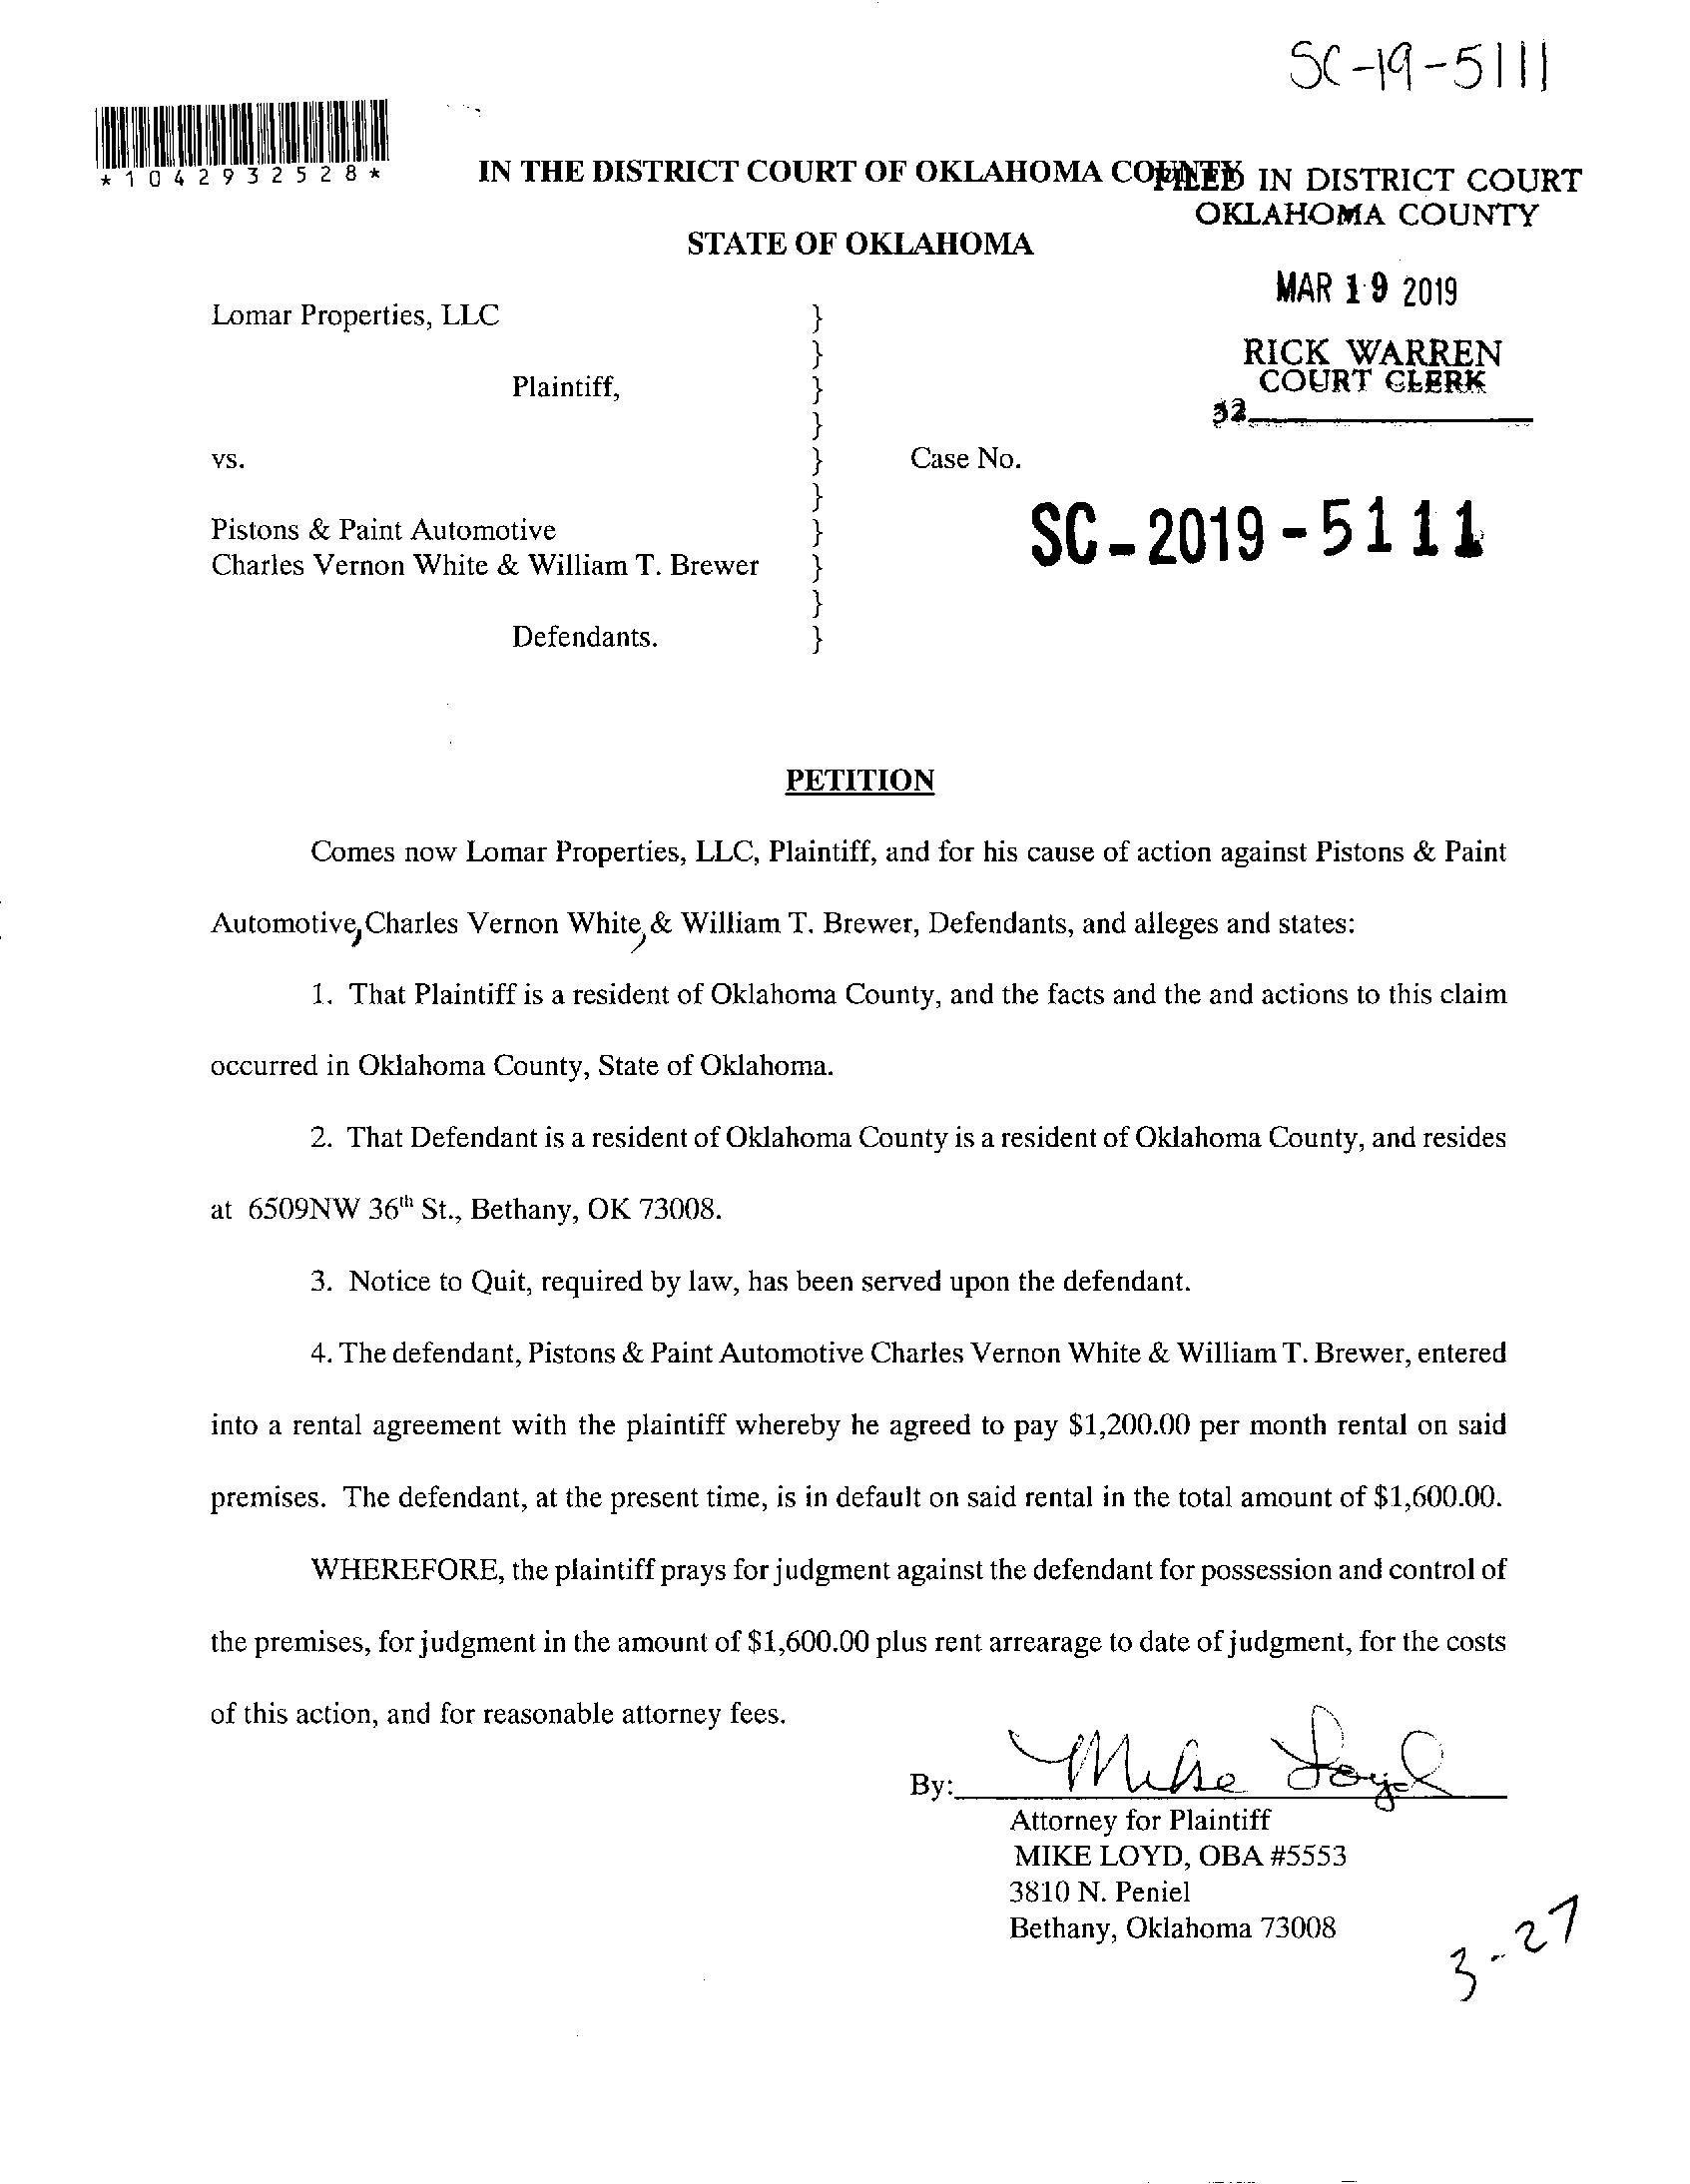 SC-19-5111
*1042932528*
IN THE DISTRICT COURT OF OKLAHOMA COUNTY
FILED IN DISTRICT COURT
OKLAHOMA COUNTY
STATE OF OKLAHOMA
MAR 19 2019
Lomar Properties, LLC }
}
RICK WARREN
COURT CLERK
Plaintiff, }
32
}
vs. } Case No.
}
SC-2019-5111
Pistons & Paint Automotive }
Charles Vernon White & William T. Brewer }
}
Defendants. }
PETITION
Comes now Lomar Properties, LLC, Plaintiff, and for his cause of action against Pistons & Paint
Automotive, Charles Vernon White, & William T. Brewer, Defendants, and alleges and states:
1. That Plaintiff is a resident of Oklahoma County, and the facts and the and actions to this claim
occurred in Oklahoma County, State of Oklahoma.
2. That Defendant is a resident of Oklahoma County is a resident of Oklahoma County, and resides
at 6509NW 36th St., Bethany, OK 73008.
3. Notice to Quit, required by law, has been served upon the defendant.
4. The defendant, Pistons & Paint Automotive Charles Vernon White & William T. Brewer, entered
into a rental agreement with the plaintiff whereby he agreed to pay $1,200.00 per month rental on said
premises. The defendant, at the present time, is in default on said rental in the total amount of $1,600.00.
WHEREFORE, the plaintiff prays for judgment against the defendant for possession and control of
the premises, for judgment in the amount of $1,600.00 plus rent arrearage to date of judgment, for the costs
of this action, and for reasonable attorney fees.
By: Mike Loyd
Attorney for Plaintiff
MIKE LOYD, OBA #5553
3810 N. Peniel
Bethany, Oklahoma 73008
3-27